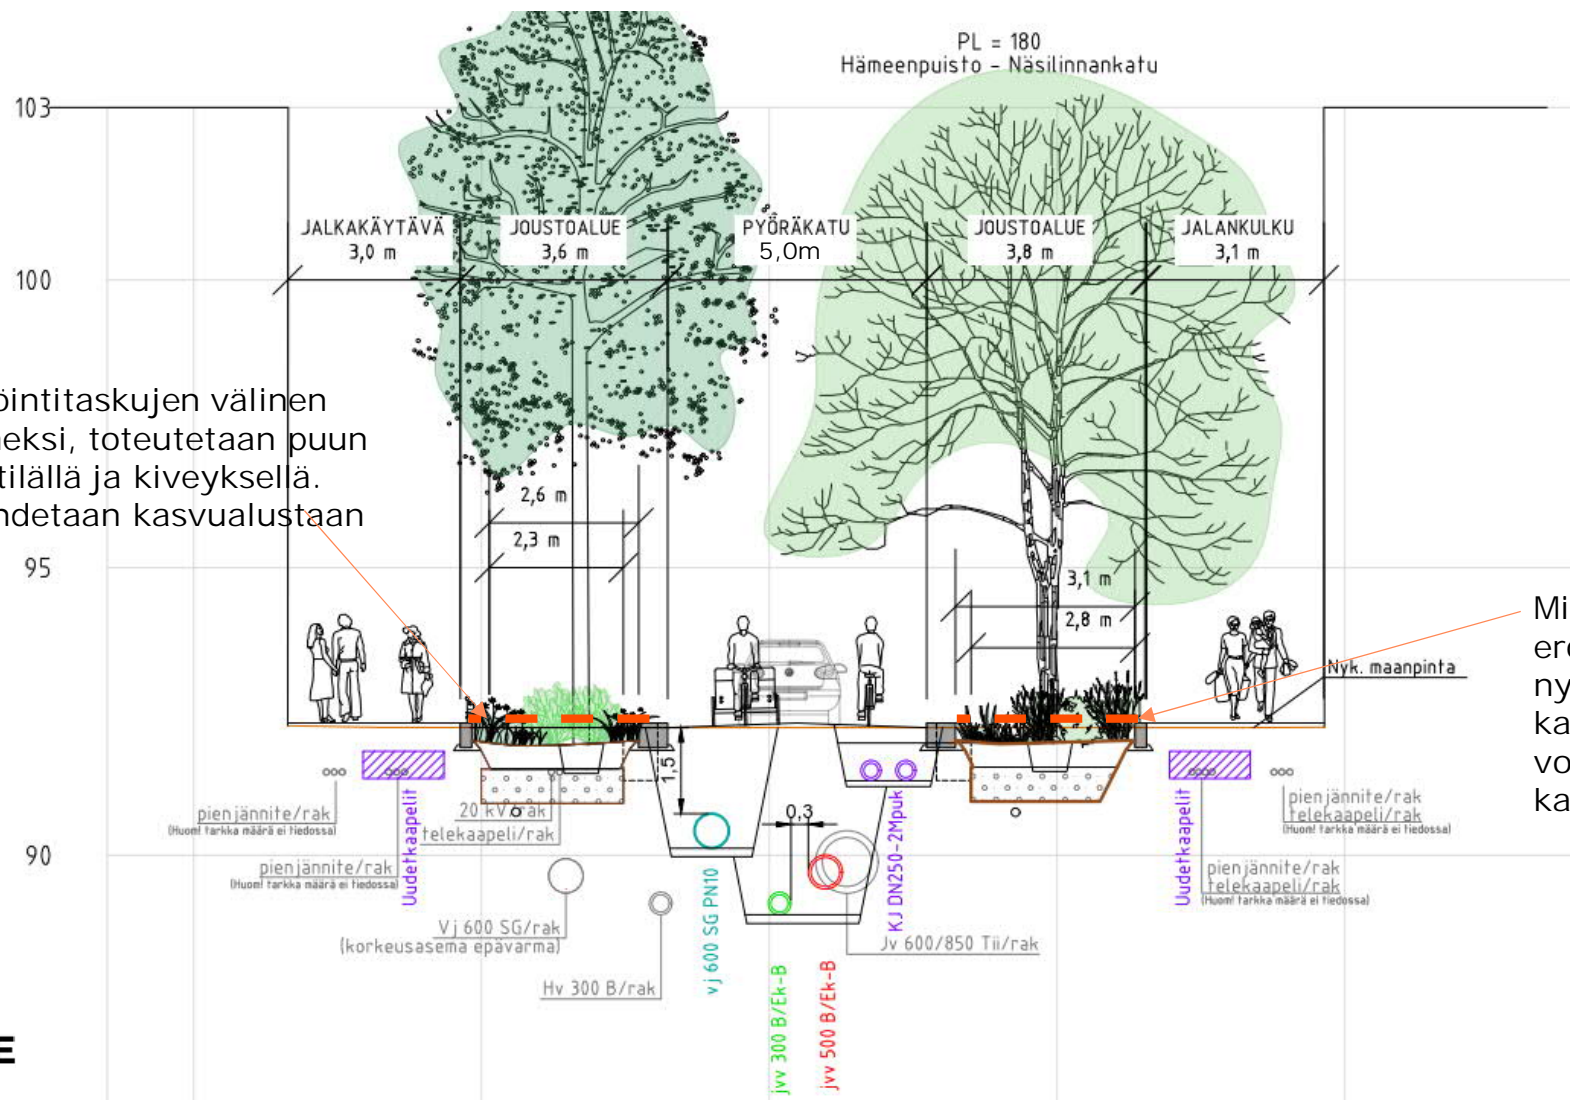 PL = 180
Hämeenpuisto - Näsilinnankatu
103
JALKAKÄYTÄVÄ
3,0 m
JOUSTOALUE
3,6 m
PYÖRÄKATU
5,0m
JOUSTOALUE
3,8 m
JALANKULKU
3,1 m
100
öintitaskujen välinen
neksi, toteutetaan puun
tilällä ja kiveyksellä.
hdetaan kasvualustaan
2,6 m
2,3 m
95
3,1 m
2,8 m
Mi
ero
ny
ka
vo
ka
Nyk. maanpinta
1,5
0,3
pienjännite/rak
(Huom! tarkka määrä ei tiedossa)
pienjännite/rak
(Huom! tarkka määrä ei tiedossa)
Uudetkaapelit
20 kV/rak
telekaapeli/rak
90
Vj 600 SG/rak
(korkeusasema epävarma)
Hv 300 B/rak
vj 600 SG PN10
jvv 300 B/Ek-B
jvv 500 B/Ek-B
KJ DN250-2Mpuk
Jv 600/850 Tii/rak
Uudetkaapelit
pienjännite/rak
telekaapeli/rak
(Huom! tarkka määrä ei tiedossa)
pienjännite/rak
telekaapeli/rak
(Huom! tarkka määrä ei tiedossa)
E